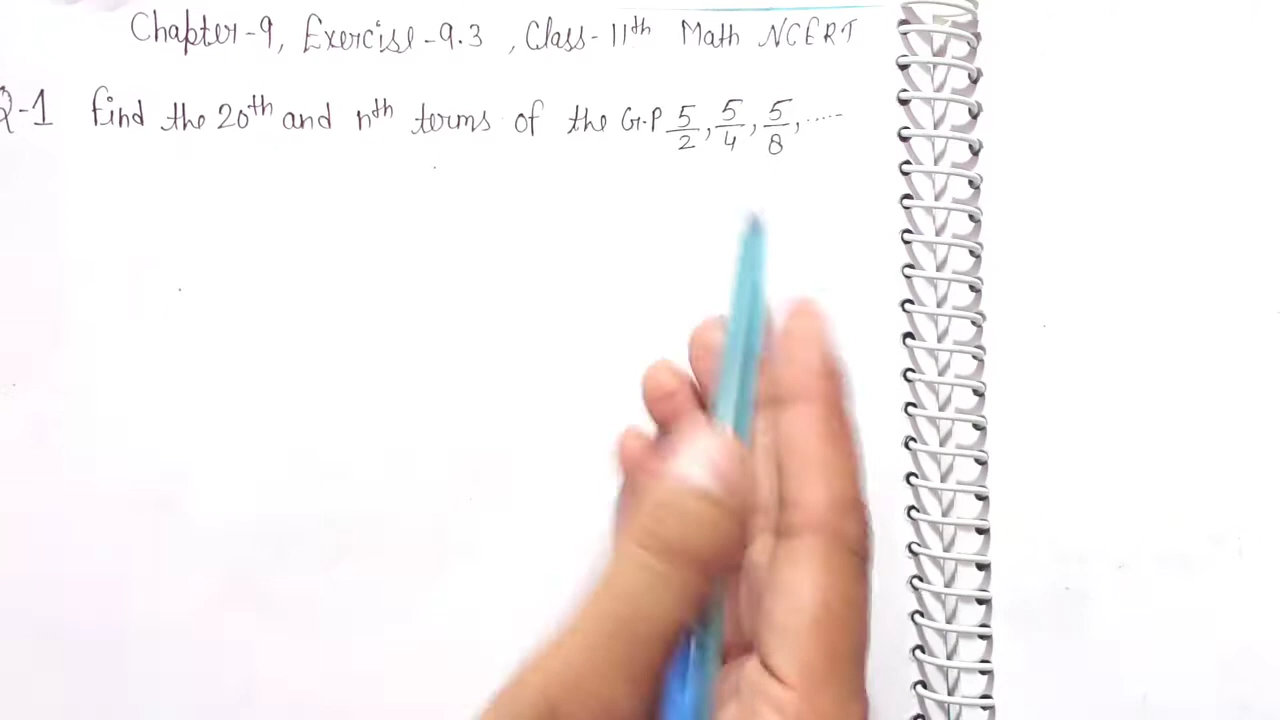 Chapter-9, Exercise-9.3, Class-11th Math NCERT
Q-1 Find the 20th and nth terms of the G.P 5/2, 5/4, 5/8, .....